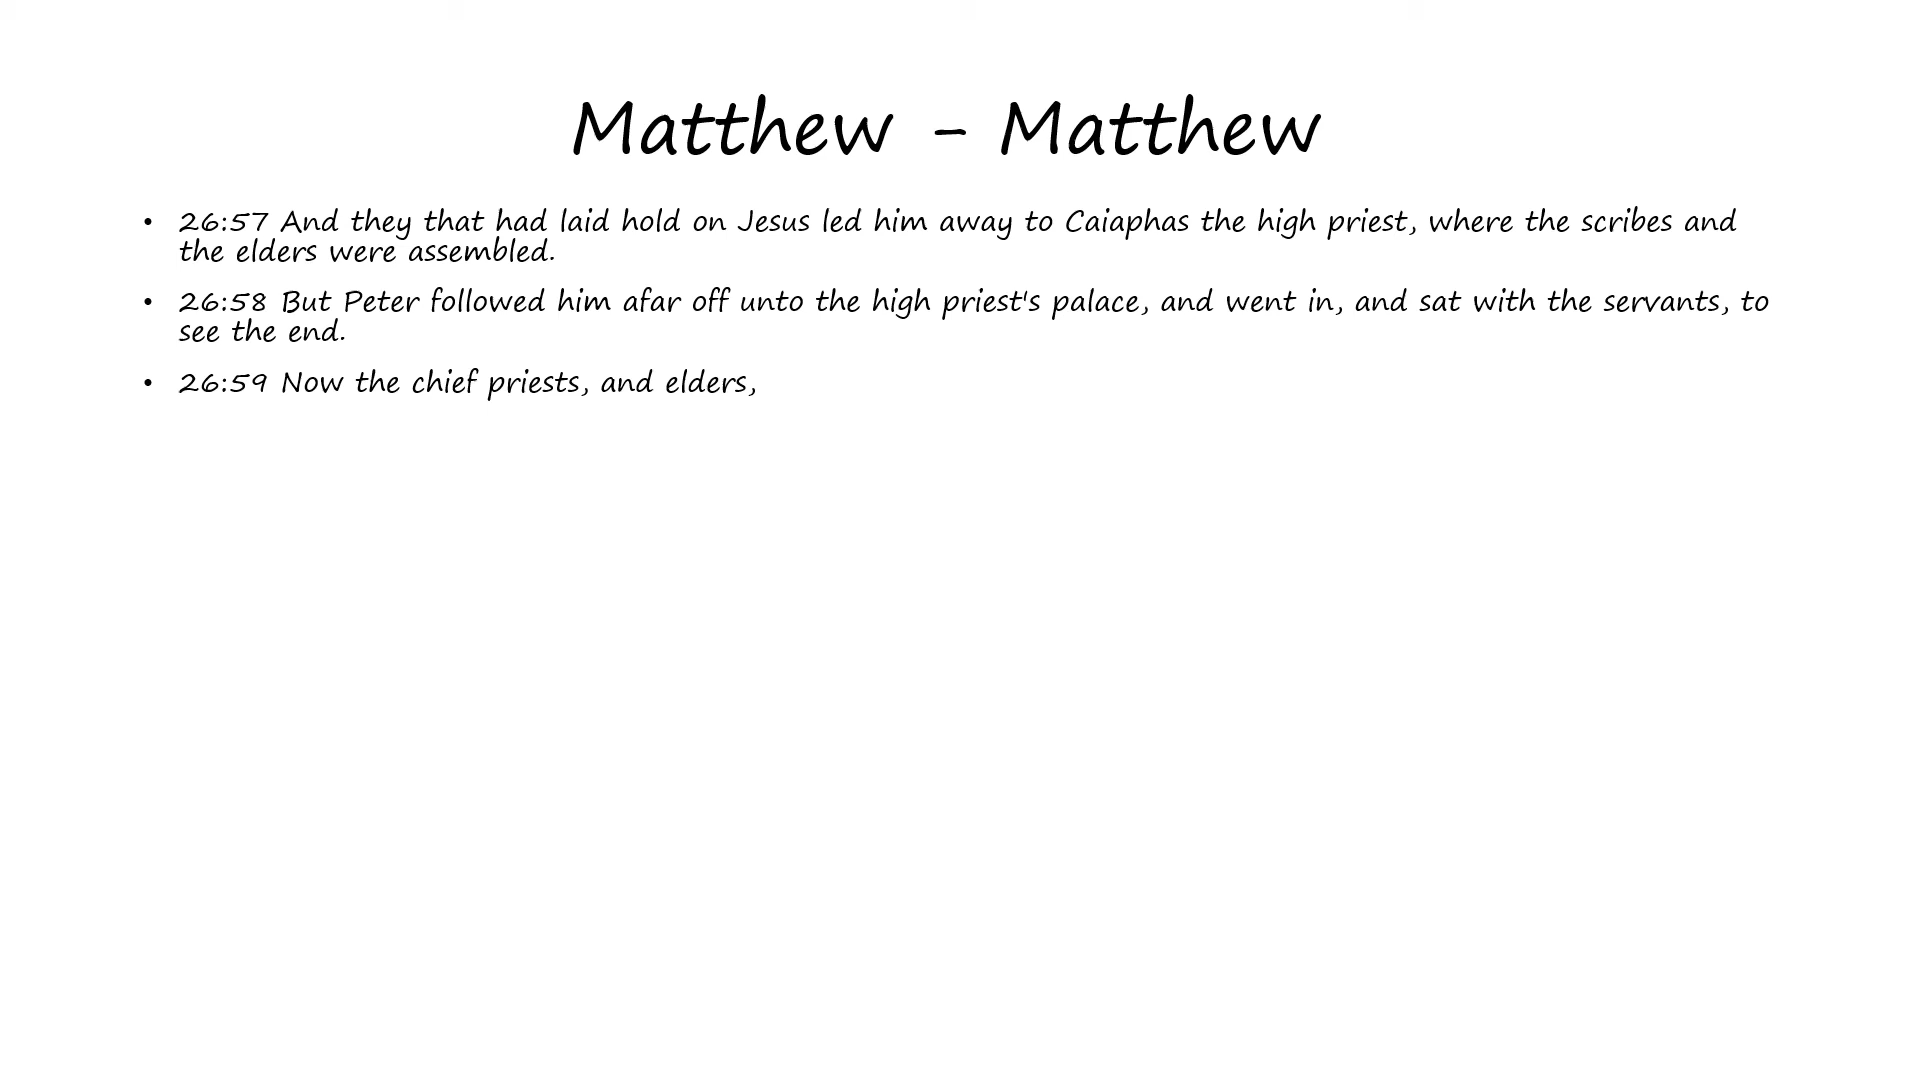 Matthew - Matthew
• 26:57 And they that had laid hold on Jesus led him away to Caiaphas the high priest, where the scribes and
the elders were assembled.
• 26:58 But Peter followed him afar off unto the high priest's palace, and went in, and sat with the servants, to
see the end.
• 26:59 Now the chief priests, and elders,